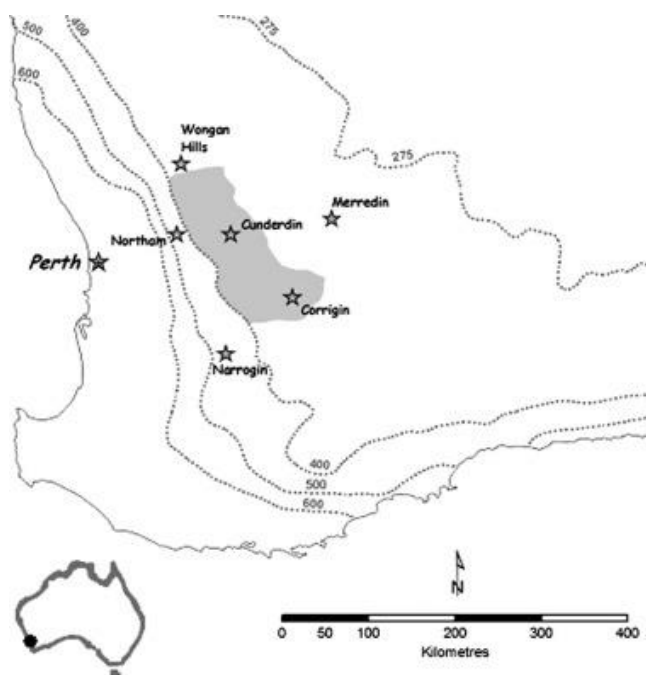 500
400
275
600
Wongan
Hills
275
Merredin
Northam
Cunderdin
Perth
Corrigin
Narrogin
400
500
600
N
0 50 100 200 300 400
Kilometres